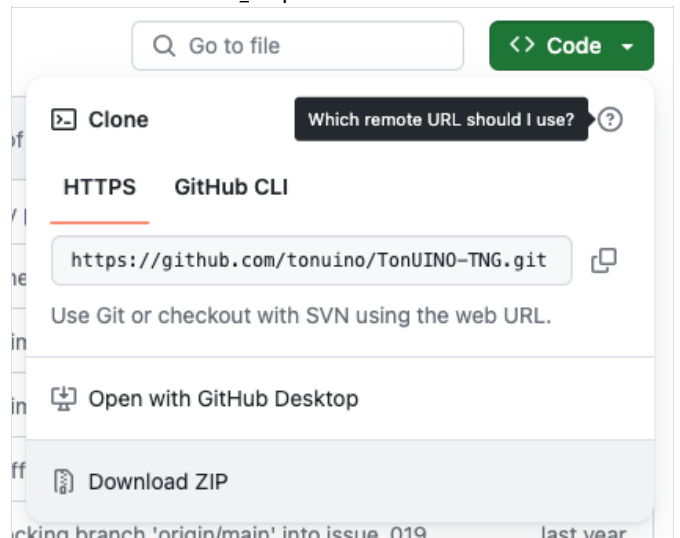 Go to file
<> Code
Clone
Which remote URL should I use?
HTTPS GitHub CLI
https://github.com/tonuino/TonUINO-TNG.git
Use Git or checkout with SVN using the web URL.
Open with GitHub Desktop
Download ZIP
cking branch 'origin/main' into issue_019 last year